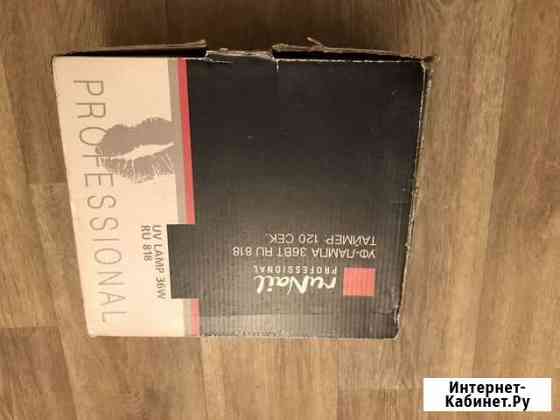 PROFESSIONAL
UV LAMP 36W
RU 818
ruNail
PROFESSIONAL
УФ-ЛАМПА 36ВТ RU 818
ТАЙМЕР 120 СЕК.
Интернет-
Кабинет.Ру